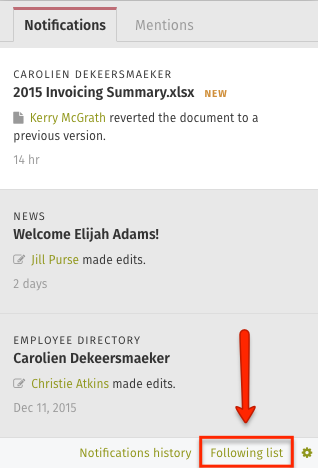 Notifications Mentions
CAROLIEN DEKEERSMAEKER
2015 Invoicing Summary.xlsx NEW
Kerry McGrath reverted the document to a
previous version.
14 hr
NEWS
Welcome Elijah Adams!
Jill Purse made edits.
2 days
EMPLOYEE DIRECTORY
Carolien Dekeersmaeker
Christie Atkins made edits.
Dec 11, 2015
Notifications history Following list